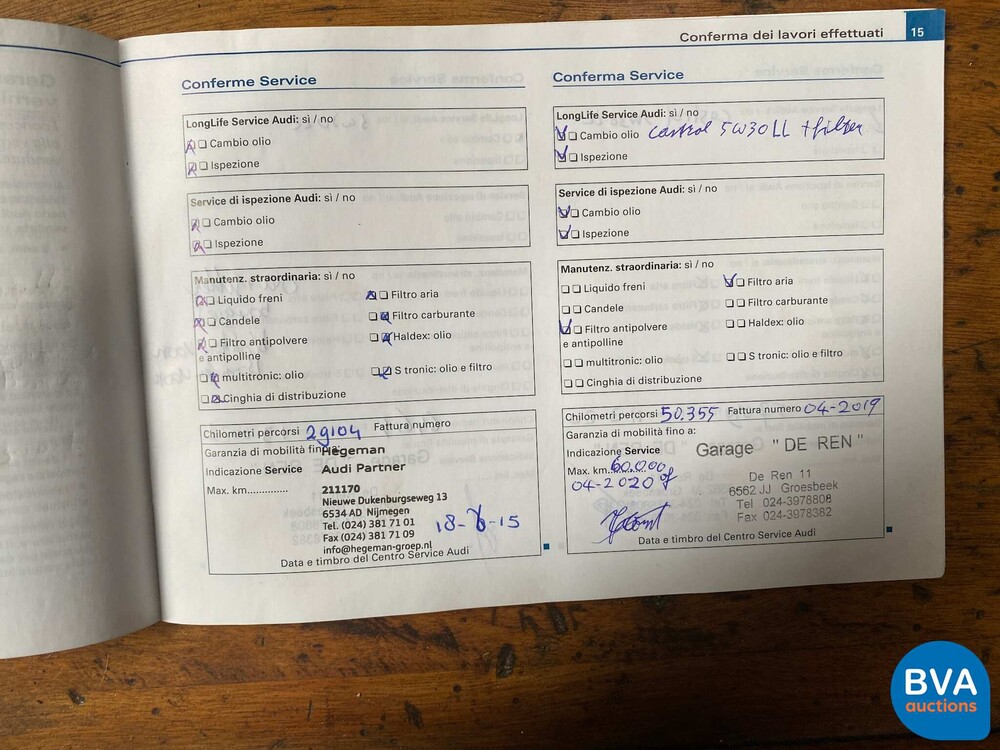 Conferma dei lavori effettuati 15
Conferme Service
LongLife Service Audi: sì / no
Cambio olio
Ispezione
Service di ispezione Audi: sì / no
Cambio olio
Ispezione
Manutenz. straordinaria: sì / no
Liquido freni
Filtro aria
Candele
Filtro carburante
Filtro antipolvere
e antipolline
Haldex: olio
multitronic: olio
S tronic: olio e filtro
Cinghia di distribuzione
Chilometri percorsi 29104 Fattura numero
Garanzia di mobilità fino a:
Hegeman
Indicazione Service
Audi Partner
Max. km.............
211170
Nieuwe Dukenburgseweg 13
6534 AD Nijmegen
Tel. (024) 381 71 01
Fax (024) 381 71 09
info@hegeman-groep.nl
Data e timbro del Centro Service Audi
Conferma Service
LongLife Service Audi: sì / no
Cambio olio Castrol 5W30 LL + filter
Ispezione
Service di ispezione Audi: sì / no
Cambio olio
Ispezione
Manutenz. straordinaria: sì / no
Liquido freni
Filtro aria
Candele
Filtro carburante
Filtro antipolvere
e antipolline
Haldex: olio
multitronic: olio
S tronic: olio e filtro
Cinghia di distribuzione
Chilometri percorsi 50.355 Fattura numero 04-2019
Garanzia di mobilità fino a:
Garage " DE REN "
Indicazione Service
Max. km. 60.000
04-2020
De Ren 11
6562 JJ Groesbeek
Tel 024-3978808
Fax 024-3978382
Data e timbro del Centro Service Audi
BVA
auctions